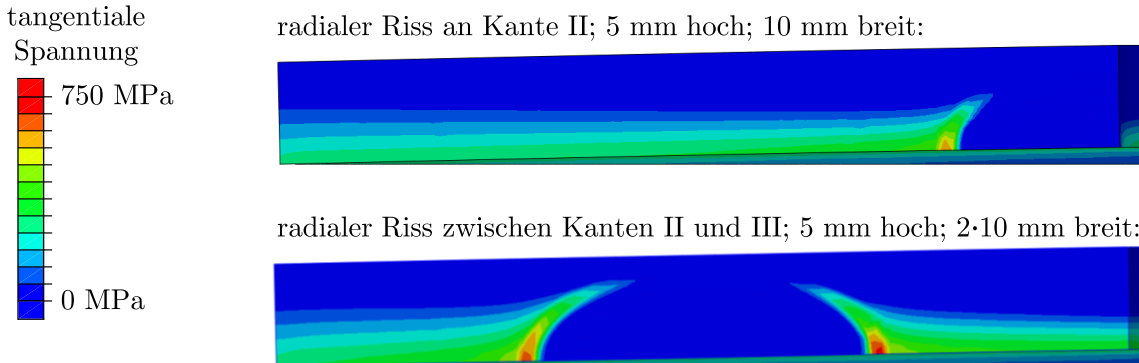 tangentiale
Spannung
750 MPa
0 MPa
radialer Riss an Kante II; 5 mm hoch; 10 mm breit:
radialer Riss zwischen Kanten II und III; 5 mm hoch; 2·10 mm breit: